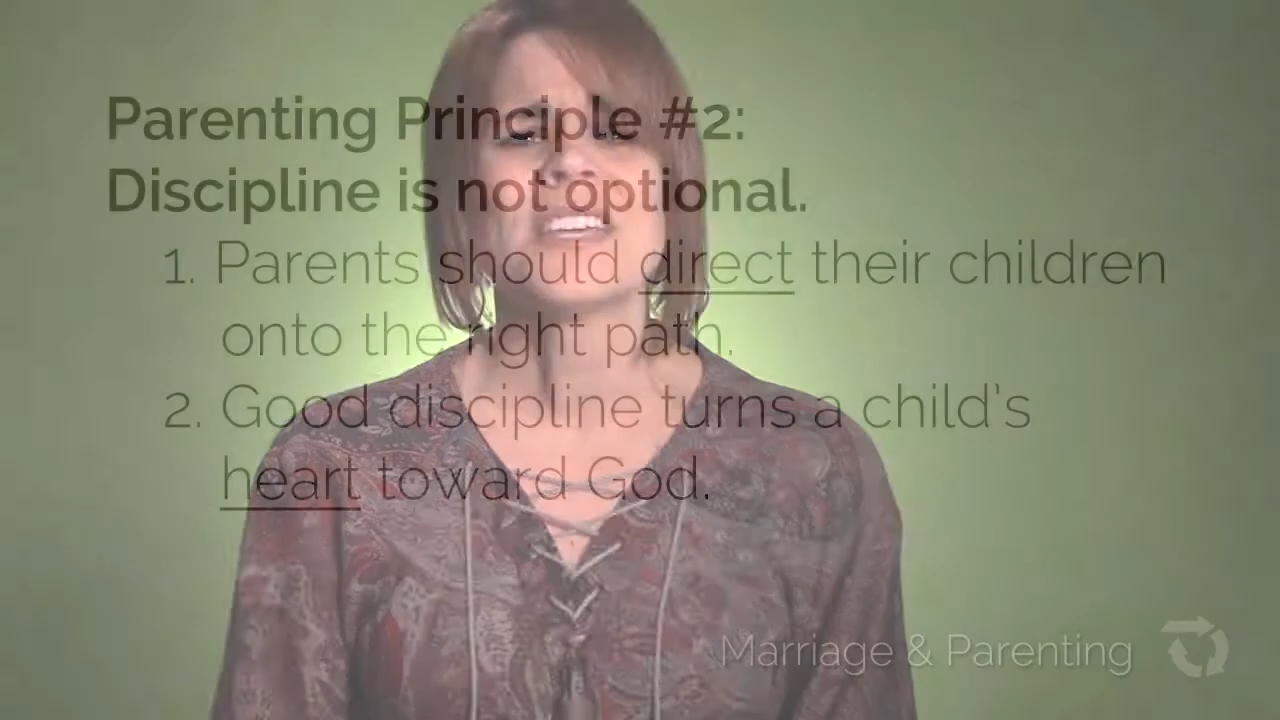 Parenting Principle #2:
Discipline is not optional.
1. Parents should direct their children
onto the right path.
2. Good discipline turns a child's
heart toward God.
Marriage & Parenting